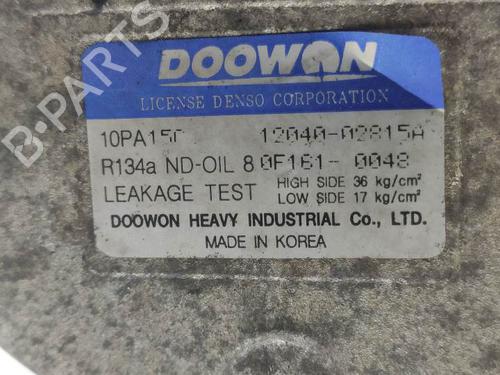 DOOWON
LICENSE DENSO CORPORATION
10PA15C 12040-02815A
R134a ND-OIL 8 0F161- 0048
LEAKAGE TEST HIGH SIDE 36 kg/cm²
LOW SIDE 17 kg/cm²
DOOWON HEAVY INDUSTRIAL Co., LTD.
MADE IN KOREA
B-PARTS